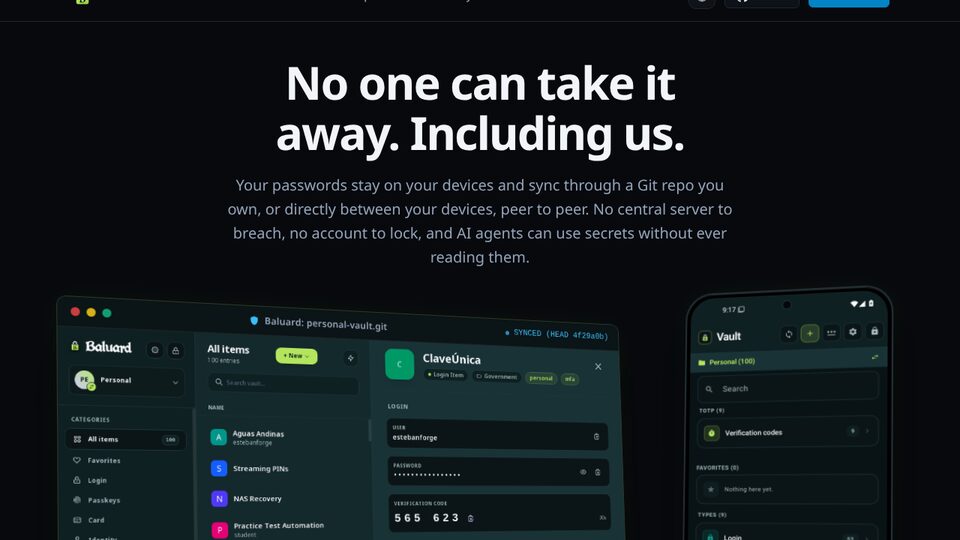 No one can take it
away. Including us.
Your passwords stay on your devices and sync through a Git repo you
own, or directly between your devices, peer to peer. No central server to
breach, no account to lock, and AI agents can use secrets without ever
reading them.
Baluard: personal-vault.git
SYNCED (HEAD 4f29a0b)
Baluard
PE
Personal
CATEGORIES
All items
100
Favorites
Login
Passkeys
Card
Identity
All items
100 entries
+ New
Search vault...
NAME
A
Aguas Andinas
estebanforge
S
Streaming PINs
N
NAS Recovery
P
Practice Test Automation
student
C
ClaveÚnica
Login Item
Government
personal
mfa
LOGIN
USER
estebanforge
PASSWORD
••••••••••••••••
VERIFICATION CODE
565 623
9:17
Vault
Personal (100)
Search
TOTP (9)
Verification codes
9
FAVORITES (0)
Nothing here yet.
TYPES (9)
Login